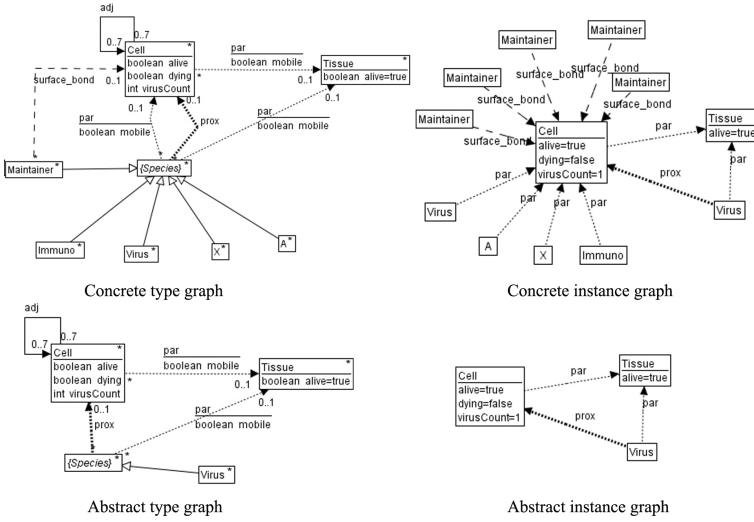 adj
0..7
0..7
Cell *
boolean alive
boolean dying *
int virusCount
par
boolean mobile
0..1
Tissue *
boolean alive=true
0..1
surface_bond
0..1
0..1
0..1
par
boolean mobile
prox
par
boolean mobile
*
*
Maintainer *
{Species} *
Immuno *
Virus *
X *
A *
Concrete type graph
Maintainer
Maintainer
Maintainer
Maintainer
Maintainer
surface_bond
surface_bond
surface_bond
surface_bond
surface_bond
Cell
alive=true
dying=false
virusCount=1
par
Tissue
alive=true
par
prox
par
par
par
par
Virus
Virus
A
X
Immuno
Concrete instance graph
adj
0..7
0..7
Cell *
boolean alive
boolean dying *
int virusCount
par
boolean mobile
0..1
Tissue *
boolean alive=true
0..1
0..1
prox
par
boolean mobile
*
{Species} * *
Virus *
Abstract type graph
Cell
alive=true
dying=false
virusCount=1
par
Tissue
alive=true
par
prox
Virus
Abstract instance graph